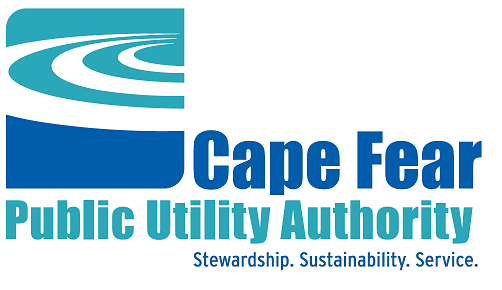 Cape Fear
Public Utility Authority
Stewardship. Sustainability. Service.